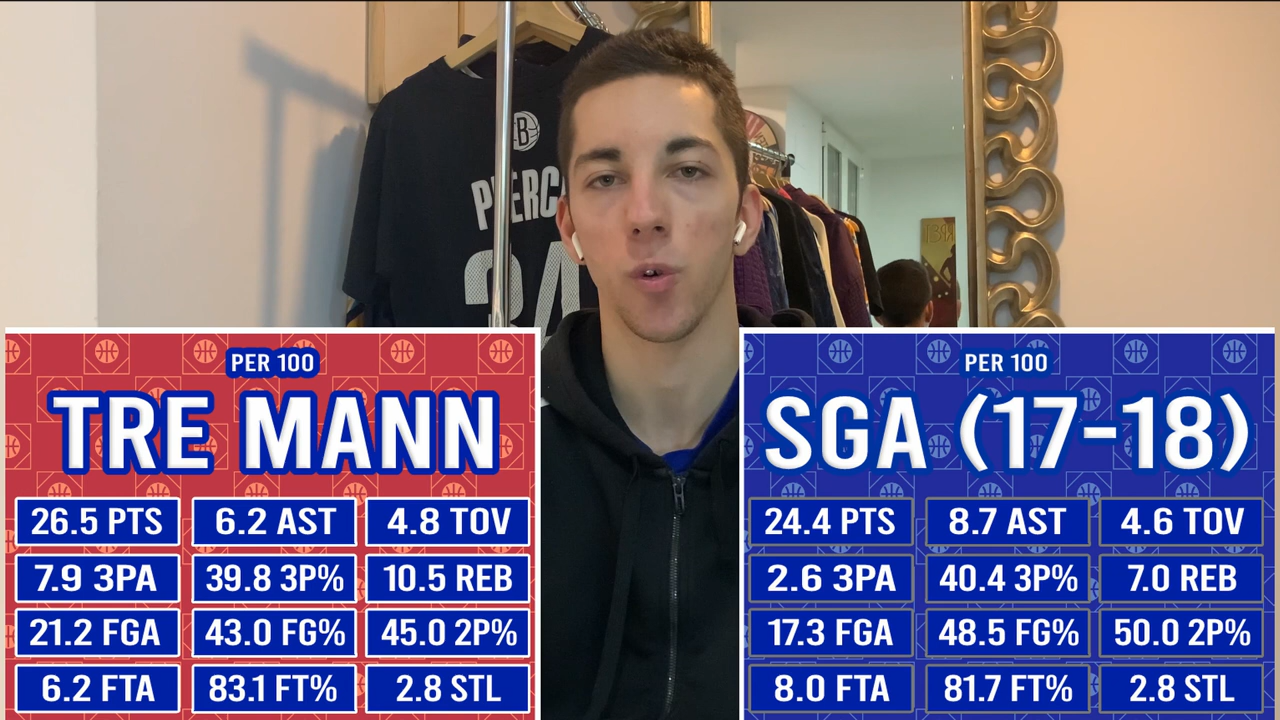 B
PIERCE
34
PER 100
TRE MANN
26.5 PTS
6.2 AST
4.8 TOV
7.9 3PA
39.8 3P%
10.5 REB
21.2 FGA
43.0 FG%
45.0 2P%
6.2 FTA
83.1 FT%
2.8 STL
PER 100
SGA (17-18)
24.4 PTS
8.7 AST
4.6 TOV
2.6 3PA
40.4 3P%
7.0 REB
17.3 FGA
48.5 FG%
50.0 2P%
8.0 FTA
81.7 FT%
2.8 STL